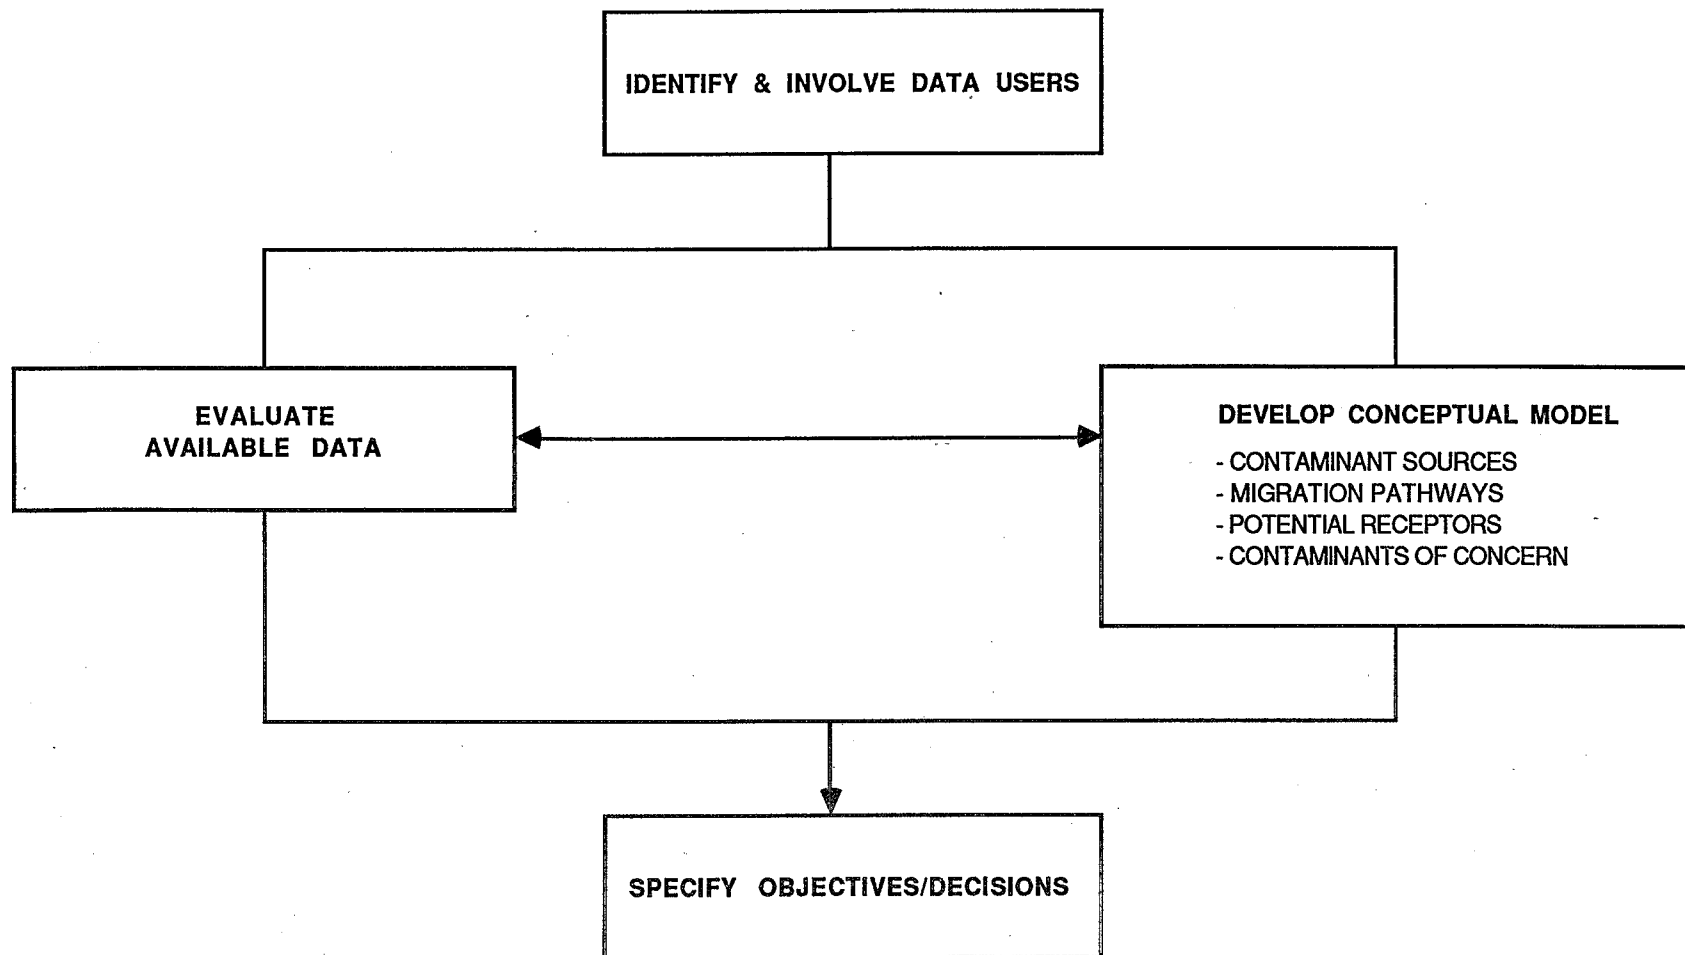 IDENTIFY & INVOLVE DATA USERS
EVALUATE
AVAILABLE DATA
DEVELOP CONCEPTUAL MODEL
- CONTAMINANT SOURCES
- MIGRATION PATHWAYS
- POTENTIAL RECEPTORS
- CONTAMINANTS OF CONCERN
SPECIFY OBJECTIVES/DECISIONS